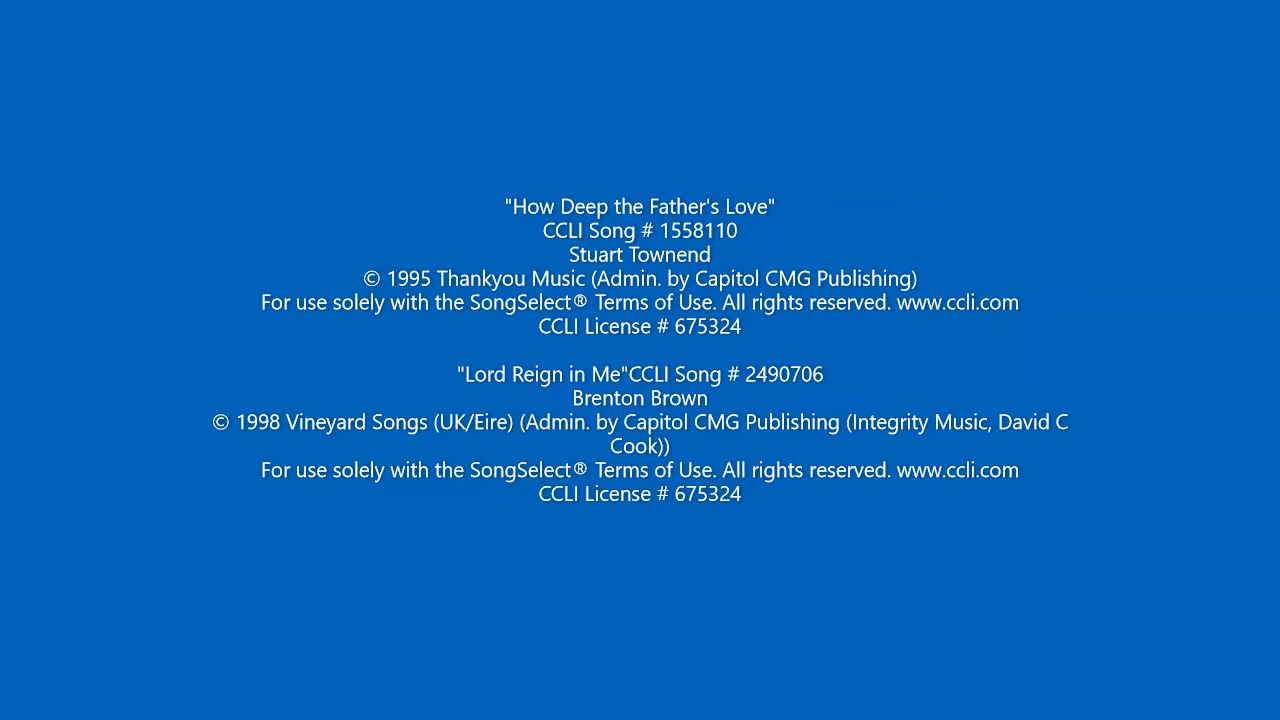 "How Deep the Father's Love"
CCLI Song # 1558110
Stuart Townend
© 1995 Thankyou Music (Admin. by Capitol CMG Publishing)
For use solely with the SongSelect® Terms of Use. All rights reserved. www.ccli.com
CCLI License # 675324
"Lord Reign in Me"CCLI Song # 2490706
Brenton Brown
© 1998 Vineyard Songs (UK/Eire) (Admin. by Capitol CMG Publishing (Integrity Music, David C
Cook))
For use solely with the SongSelect® Terms of Use. All rights reserved. www.ccli.com
CCLI License # 675324